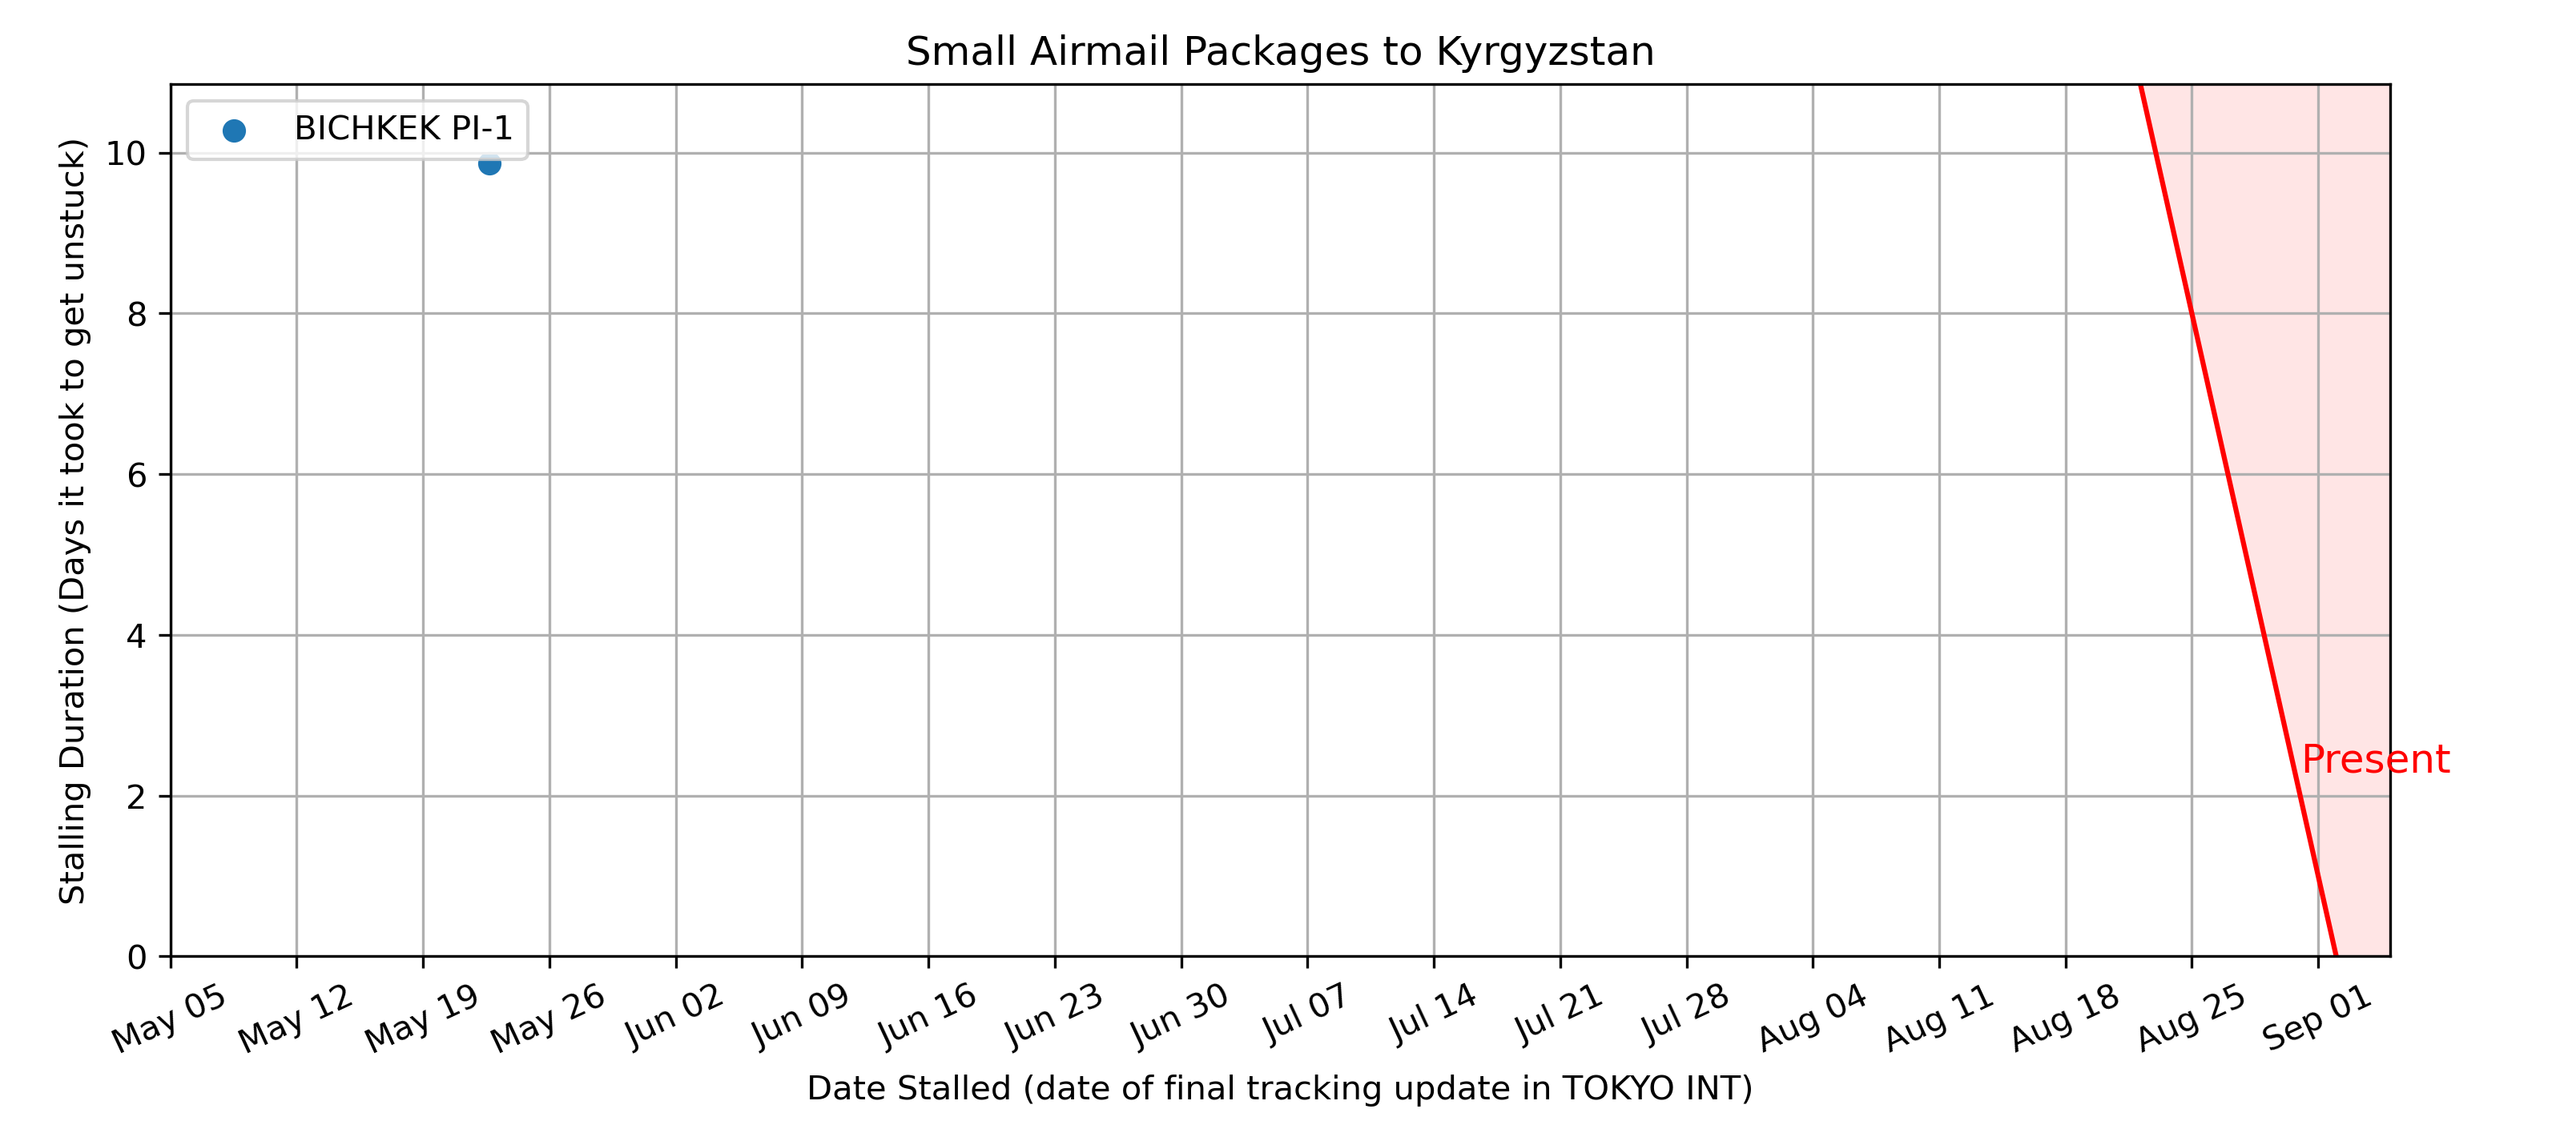 Small Airmail Packages to Kyrgyzstan
BICHKEK PI-1
Stalling Duration (Days it took to get unstuck)
10
8
6
4
2
0
Present
May 05
May 12
May 19
May 26
Jun 02
Jun 09
Jun 16
Jun 23
Jun 30
Jul 07
Jul 14
Jul 21
Jul 28
Aug 04
Aug 11
Aug 18
Aug 25
Sep 01
Date Stalled (date of final tracking update in TOKYO INT)